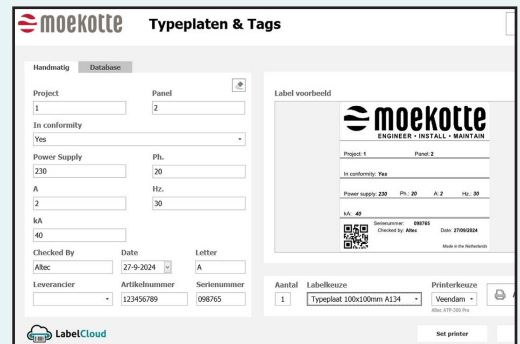 moekotte
Typeplaten & Tags
Handmatig Database
Project Panel
1 2
In conformity
Yes
Power Supply Ph.
230 20
A Hz.
2 30
kA
40
Checked By Date Letter
Altec 27-9-2024 A
Leverancier Artikelnummer Serienummer
123456789 098765
LabelCloud
Label voorbeeld
moekotte
ENGINEER • INSTALL • MAINTAIN
Project: 1 Panel: 2
In conformity: Yes
Power supply: 230 Ph.: 20 A: 2 Hz.: 30
kA: 40
Serienummer: 098765
Checked by: Altec Date: 27/09/2024
Made in the Netherlands
Aantal Labelkeuze Printerkeuze
1 Typeplaat 100x100mm A134 Veendam
Altec ATP-300 Pro
Set printer